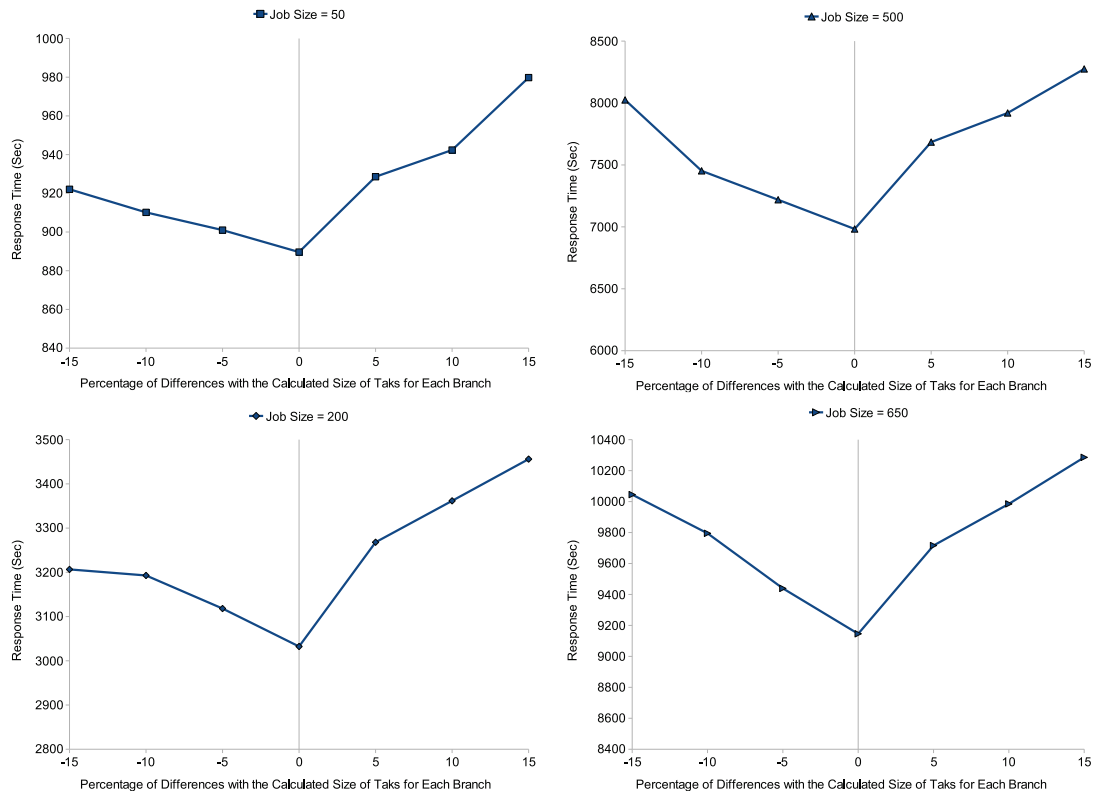 Job Size = 50
1000
980
960
940
920
900
880
860
840
Response Time (Sec)
-15 -10 -5 0 5 10 15
Percentage of Differences with the Calculated Size of Taks for Each Branch
Job Size = 500
8500
8000
7500
7000
6500
6000
Response Time (Sec)
-15 -10 -5 0 5 10 15
Percentage of Differences with the Calculated Size of Taks for Each Branch
Job Size = 200
3500
3400
3300
3200
3100
3000
2900
2800
Response Time (Sec)
-15 -10 -5 0 5 10 15
Percentage of Differences with the Calculated Size of Taks for Each Branch
Job Size = 650
10400
10200
10000
9800
9600
9400
9200
9000
8800
8600
8400
Response Time (Sec)
-15 -10 -5 0 5 10 15
Percentage of Differences with the Calculated Size of Taks for Each Branch